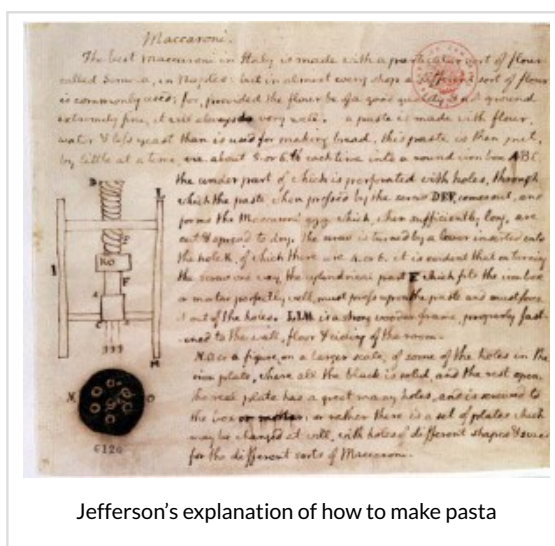 Maccaroni.
The best maccaroni in Italy is made with a particular sort of flour
called Semola, in Naples: but in almost every shop a different sort of flour
is commonly used; for, provided the flour be of a good quality, & not ground
extremely fine, it will always do very well. a paste is made with flour,
water & less yeast than is used for making bread. this paste is then put,
by little at a time, viz. about 5. or 6. lb each time into a round iron box ABC,
the under part of which is perforated with holes, through
which the paste, when pressed by the screw DEF, comes out, and
forms the Maccaroni ggg which, when sufficiently long, are
cut & spread to dry. the screw is turned by a lever inserted into
the hole K, of which there are 4. or 6. it is evident that on turning
the screw one way, the cylindrical part F which fits the iron box
or mortar perfectly well, must press upon the paste and must force
it out of the holes. LLM is a strong wooden frame, properly fast-
-ened to the wall, floor & cieling of the room.
N.O. is a figure, on a larger scale, of some of the holes in the
iron plate, where all the black is solid, and the rest open.
the real plate has a great many holes, and is screwed to
the box or mortar: or rather there is a set of plates which
may be changed at will, with holes of different shapes & sizes
for the different sorts of Maccaroni.
D
L
I
E
K
F
A
B
C
ggg
M
N
O
6126
Jefferson's explanation of how to make pasta